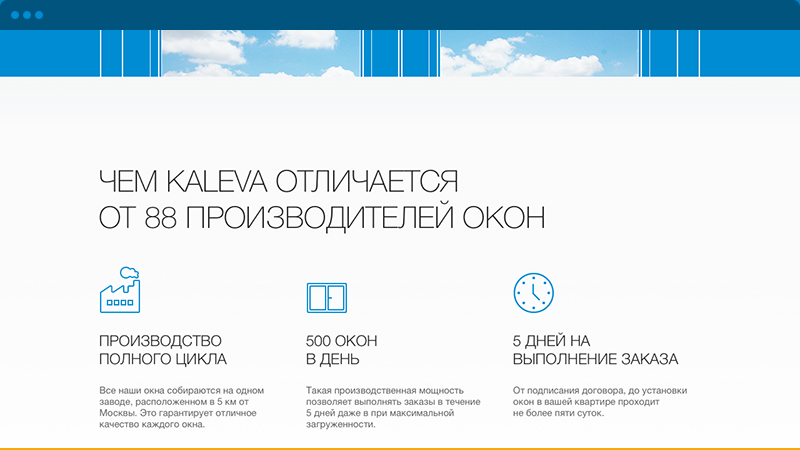 ЧЕМ KALEVA ОТЛИЧАЕТСЯ
ОТ 88 ПРОИЗВОДИТЕЛЕЙ ОКОН
ПРОИЗВОДСТВО
ПОЛНОГО ЦИКЛА
Все наши окна собираются на одном
заводе, расположенном в 5 км от
Москвы. Это гарантирует отличное
качество каждого окна.
500 ОКОН
В ДЕНЬ
Такая производственная мощность
позволяет выполнять заказы в течение
5 дней даже в при максимальной
загруженности.
5 ДНЕЙ НА
ВЫПОЛНЕНИЕ ЗАКАЗА
От подписания договора, до установки
окон в вашей квартире проходит
не более пяти суток.